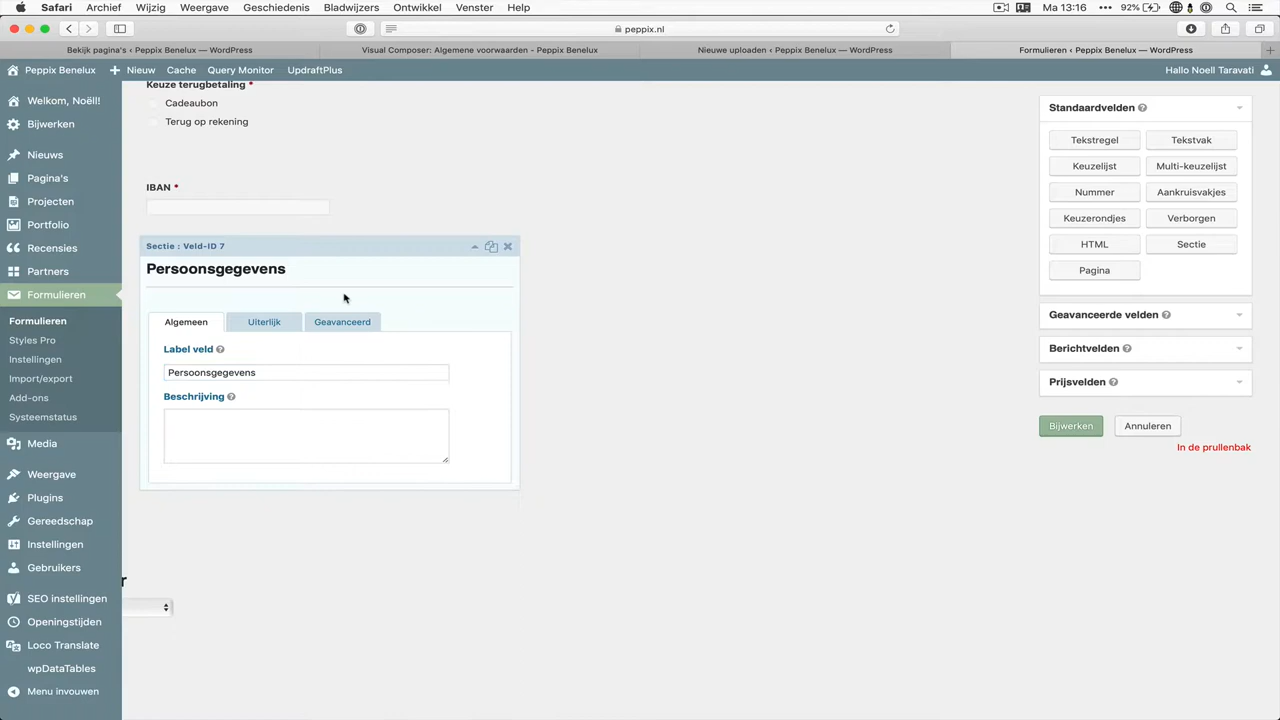 Safari Archief Wijzig Weergave Geschiedenis Bladwijzers Ontwikkel Venster Help Ma 13:16 92%
peppix.nl
Bekijk pagina's ‹ Peppix Benelux — WordPress
Visual Composer: Algemene voorwaarden - Peppix Benelux
Nieuwe uploaden ‹ Peppix Benelux — WordPress
Formulieren ‹ Peppix Benelux — WordPress
Peppix Benelux Nieuw Cache Query Monitor UpdraftPlus Hallo Noell Taravati
Welkom, Noëll!
Bijwerken
Nieuws
Pagina's
Projecten
Portfolio
Recensies
Partners
Formulieren
Formulieren
Styles Pro
Instellingen
Import/export
Add-ons
Systeemstatus
Media
Weergave
Plugins
Gereedschap
Instellingen
Gebruikers
SEO instellingen
Openingstijden
Loco Translate
wpDataTables
Menu invouwen
Keuze terugbetaling *
Cadeaubon
Terug op rekening
IBAN *
Sectie : Veld-ID 7
Persoonsgegevens
Algemeen Uiterlijk Geavanceerd
Label veld
Persoonsgegevens
Beschrijving
r
Standaardvelden
Tekstregel Tekstvak
Keuzelijst Multi-keuzelijst
Nummer Aankruisvakjes
Keuzerondjes Verborgen
HTML Sectie
Pagina
Geavanceerde velden
Berichtvelden
Prijsvelden
Bijwerken Annuleren
In de prullenbak